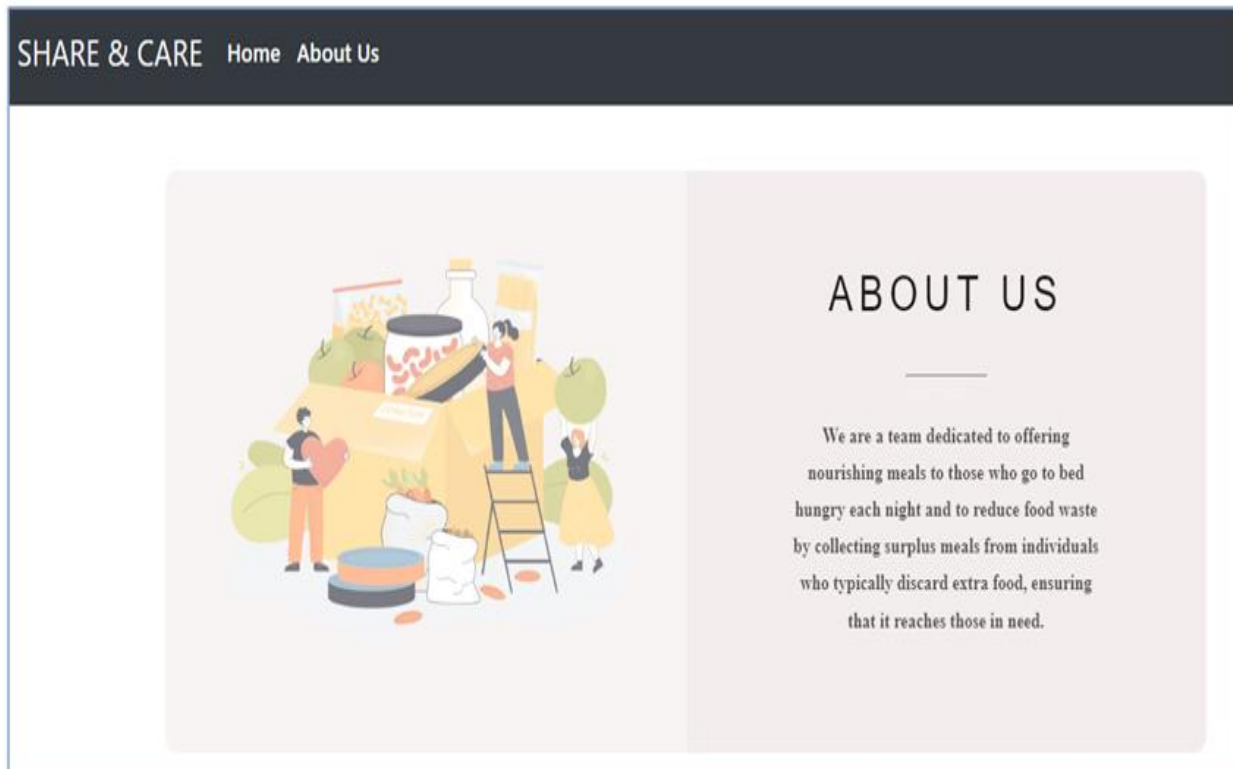 SHARE & CARE Home About Us
ABOUT US
We are a team dedicated to offering
nourishing meals to those who go to bed
hungry each night and to reduce food waste
by collecting surplus meals from individuals
who typically discard extra food, ensuring
that it reaches those in need.